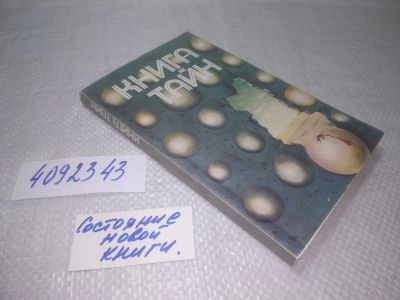 КНИГА
ТАЙН
КНИГА ТАЙН
4092343
Состояние
новой
книги.